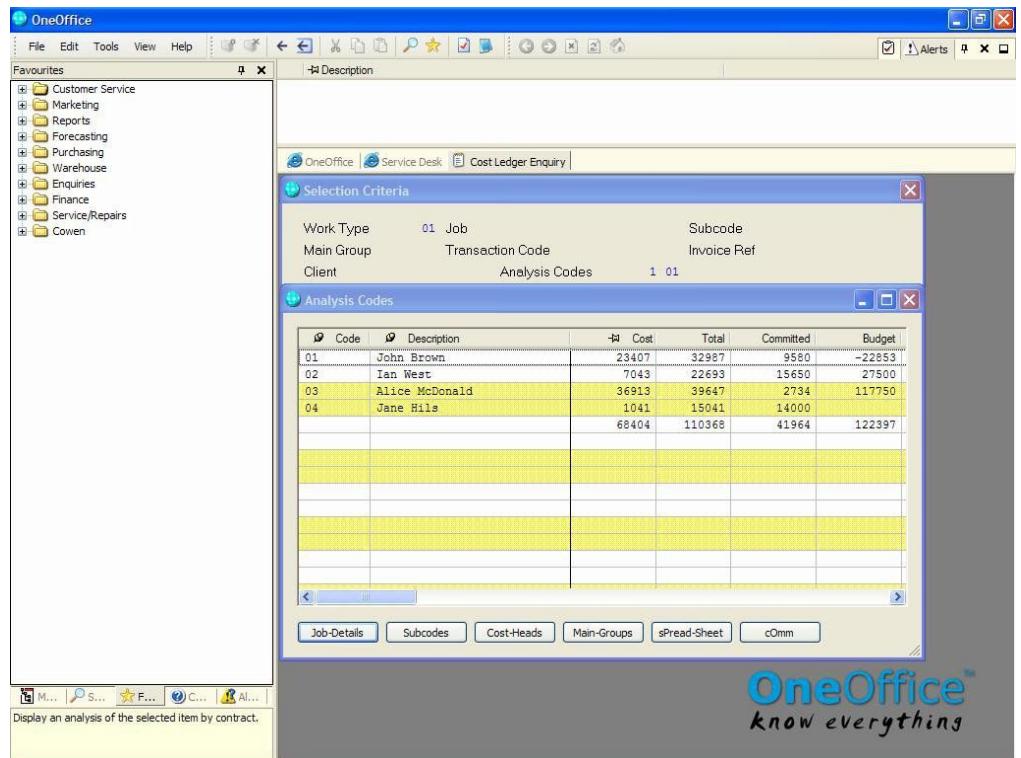 OneOffice
File Edit Tools View Help Alerts
Favourites Description
Customer Service
Marketing
Reports
Forecasting
Purchasing
Warehouse
Enquiries
Finance
Service/Repairs
Cowen
OneOffice Service Desk Cost Ledger Enquiry
Selection Criteria
Work Type 01 Job Subcode
Main Group Transaction Code Invoice Ref
Client Analysis Codes 1 01
Analysis Codes
Code Description Cost Total Committed Budget
01 John Brown 23407 32987 9580 -22853
02 Ian West 7043 22693 15650 27500
03 Alice McDonald 36913 39647 2734 117750
04 Jane Hils 1041 15041 14000
68404 110368 41964 122397
Job-Details Subcodes Cost-Heads Main-Groups sPread-Sheet cOmm
M... S... F... C... Al...
Display an analysis of the selected item by contract.
OneOffice™
know everything